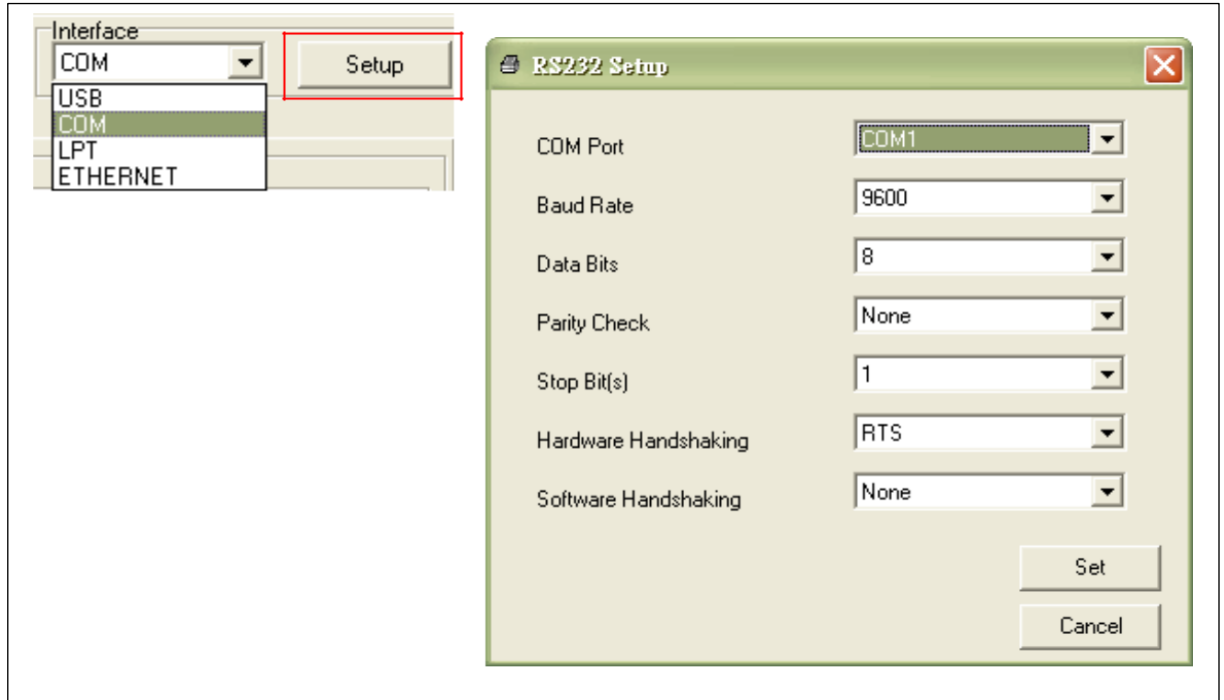 Interface
COM
Setup
USB
COM
LPT
ETHERNET
RS232 Setup
COM Port COM1
Baud Rate 9600
Data Bits 8
Parity Check None
Stop Bit(s) 1
Hardware Handshaking RTS
Software Handshaking None
Set
Cancel